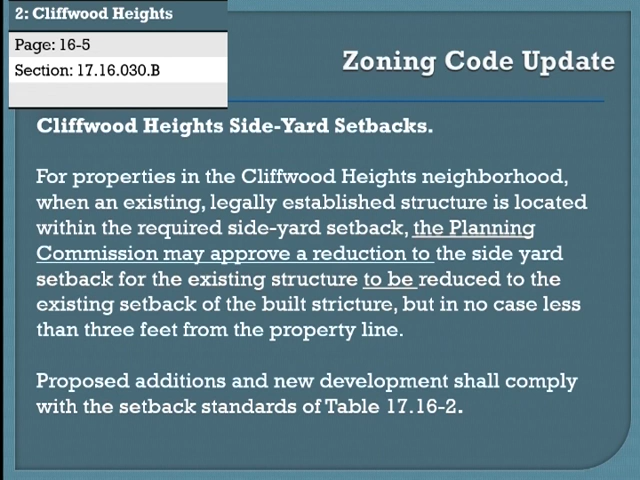 2: Cliffwood Heights
Page: 16-5
Section: 17.16.030.B
Zoning Code Update
Cliffwood Heights Side-Yard Setbacks.
For properties in the Cliffwood Heights neighborhood,
when an existing, legally established structure is located
within the required side-yard setback, the Planning
Commission may approve a reduction to the side yard
setback for the existing structure to be reduced to the
existing setback of the built stricture, but in no case less
than three feet from the property line.
Proposed additions and new development shall comply
with the setback standards of Table 17.16-2.